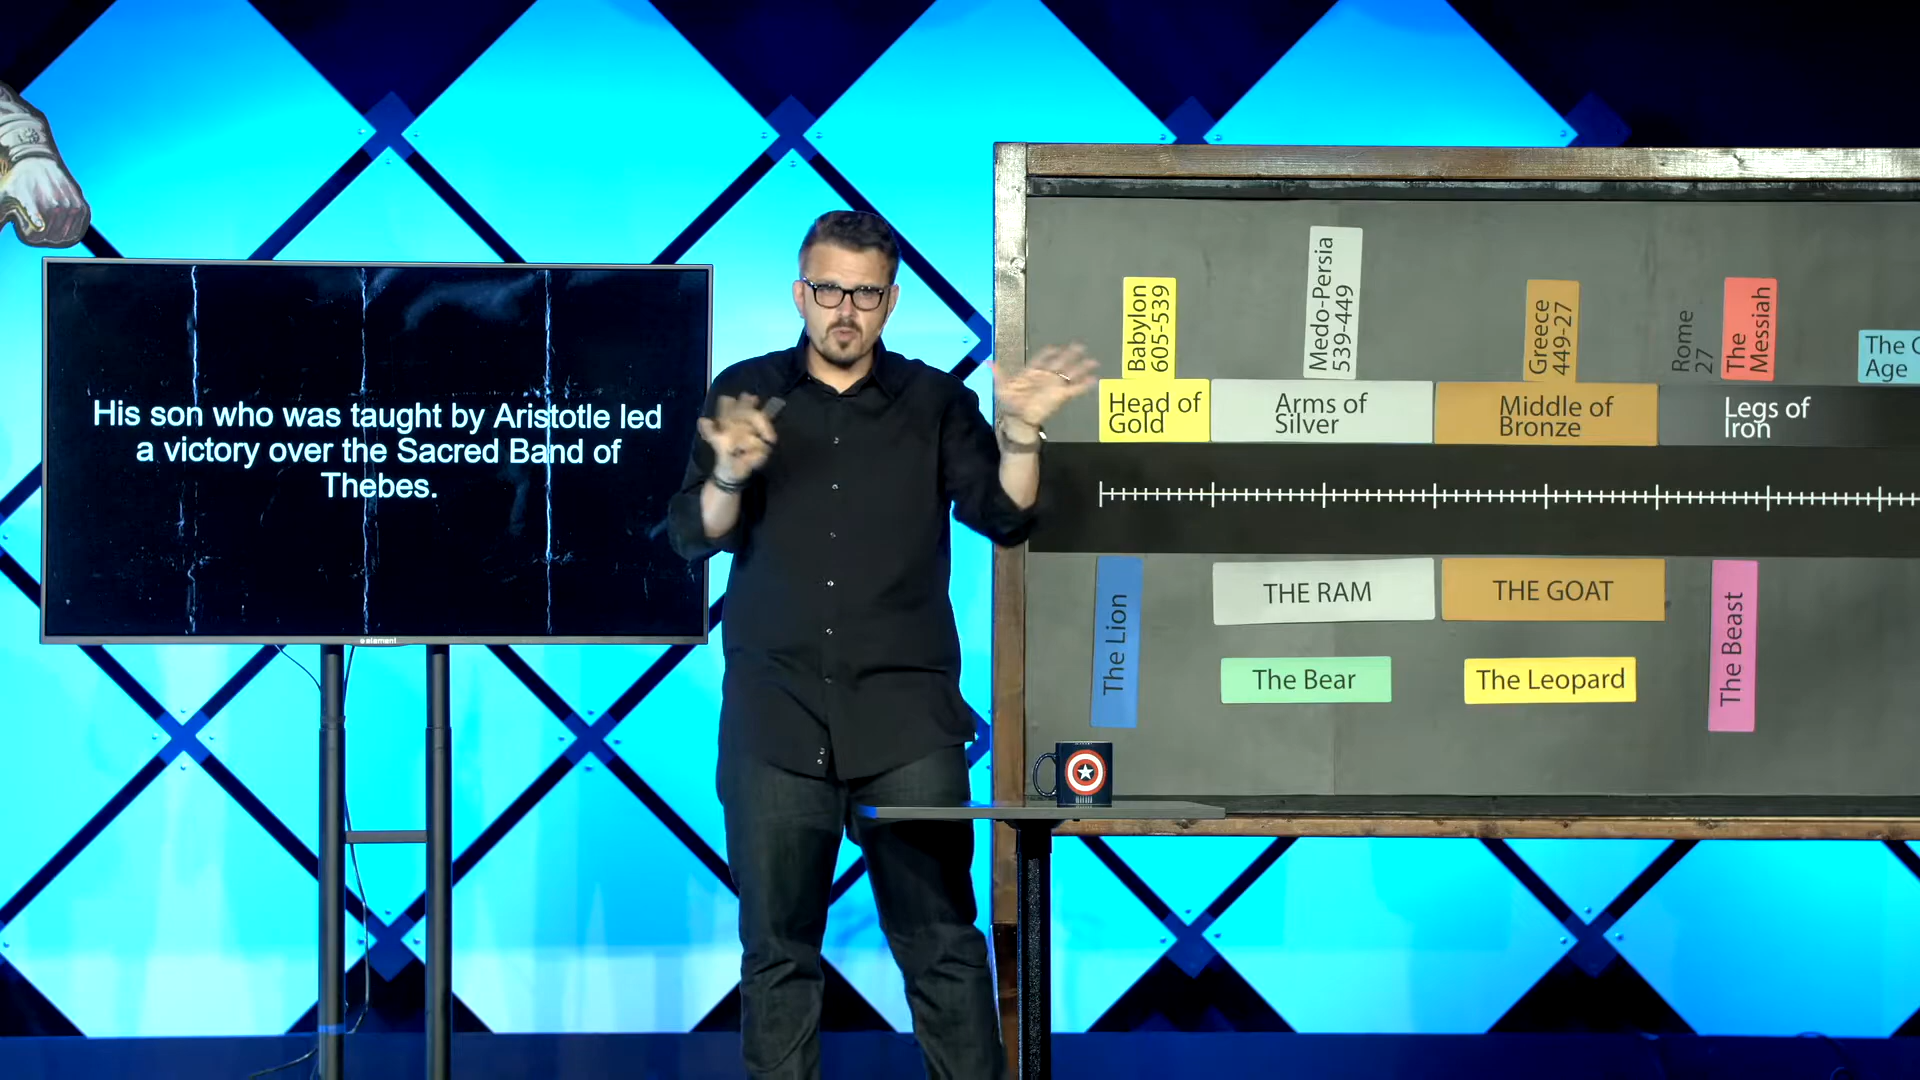 His son who was taught by Aristotle led
a victory over the Sacred Band of
Thebes.
element
Babylon
605-539
Medo-Persia
539-449
Greece
449-27
Rome
27
The
Messiah
The C
Age
Head of
Gold
Arms of
Silver
Middle of
Bronze
Legs of
Iron
The Lion
THE RAM
THE GOAT
The Bear
The Leopard
The Beast